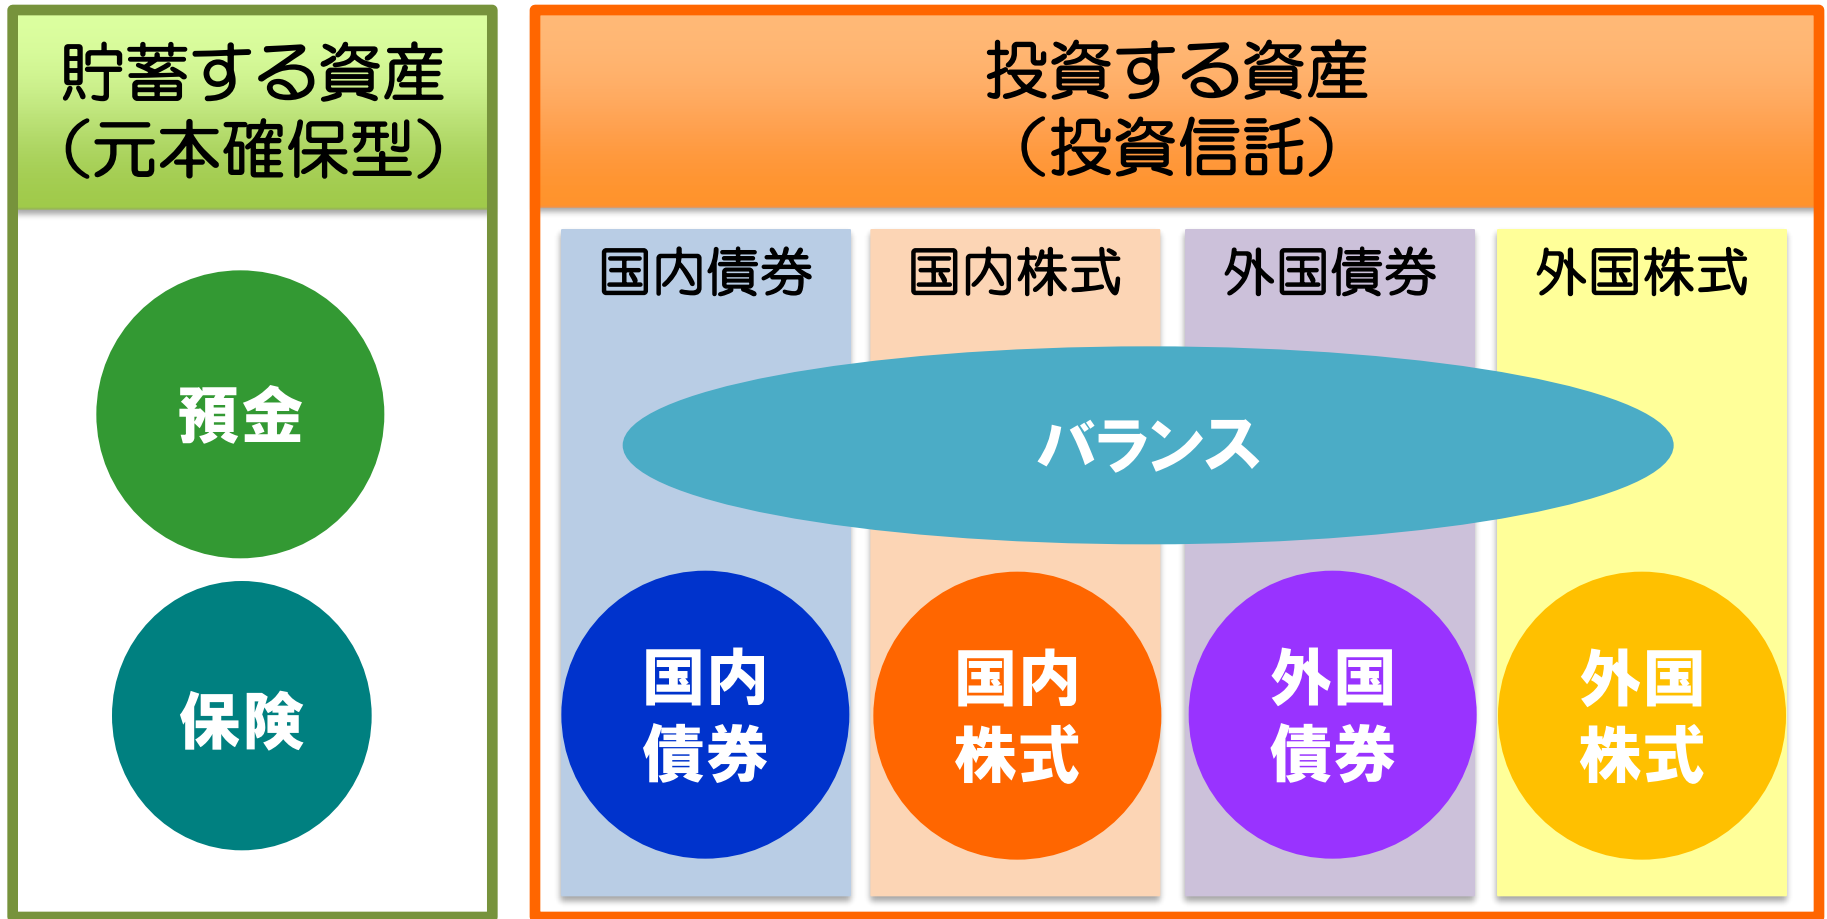 貯蓄する資産
（元本確保型）
預金
保険
投資する資産
（投資信託）
国内債券
国内株式
外国債券
外国株式
バランス
国内
債券
国内
株式
外国
債券
外国
株式